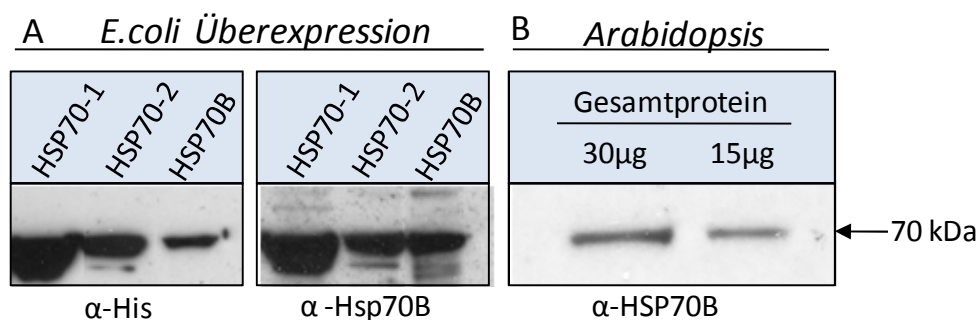 A E.coli Überexpression
HSP70-1 HSP70-2 HSP70B
HSP70-1 HSP70-2 HSP70B
α-His
α -Hsp70B
B Arabidopsis
Gesamtprotein
30µg 15µg
70 kDa
α-HSP70B